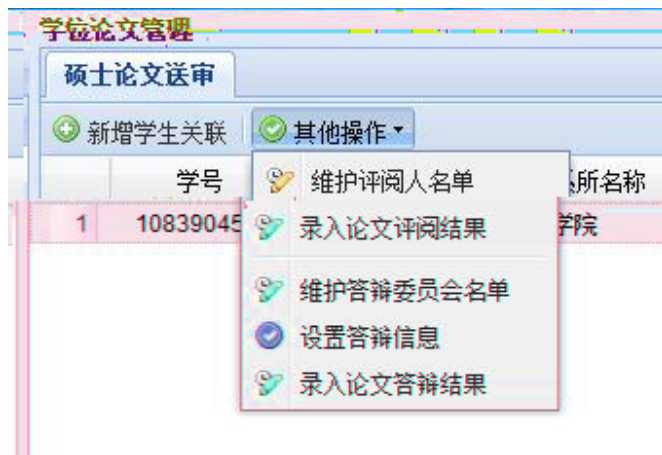 学位论文管理
硕士论文送审
新增学生关联 其他操作
学号 所名称
维护评阅人名单
1 10839045 学院
录入论文评阅结果
维护答辩委员会名单
设置答辩信息
录入论文答辩结果